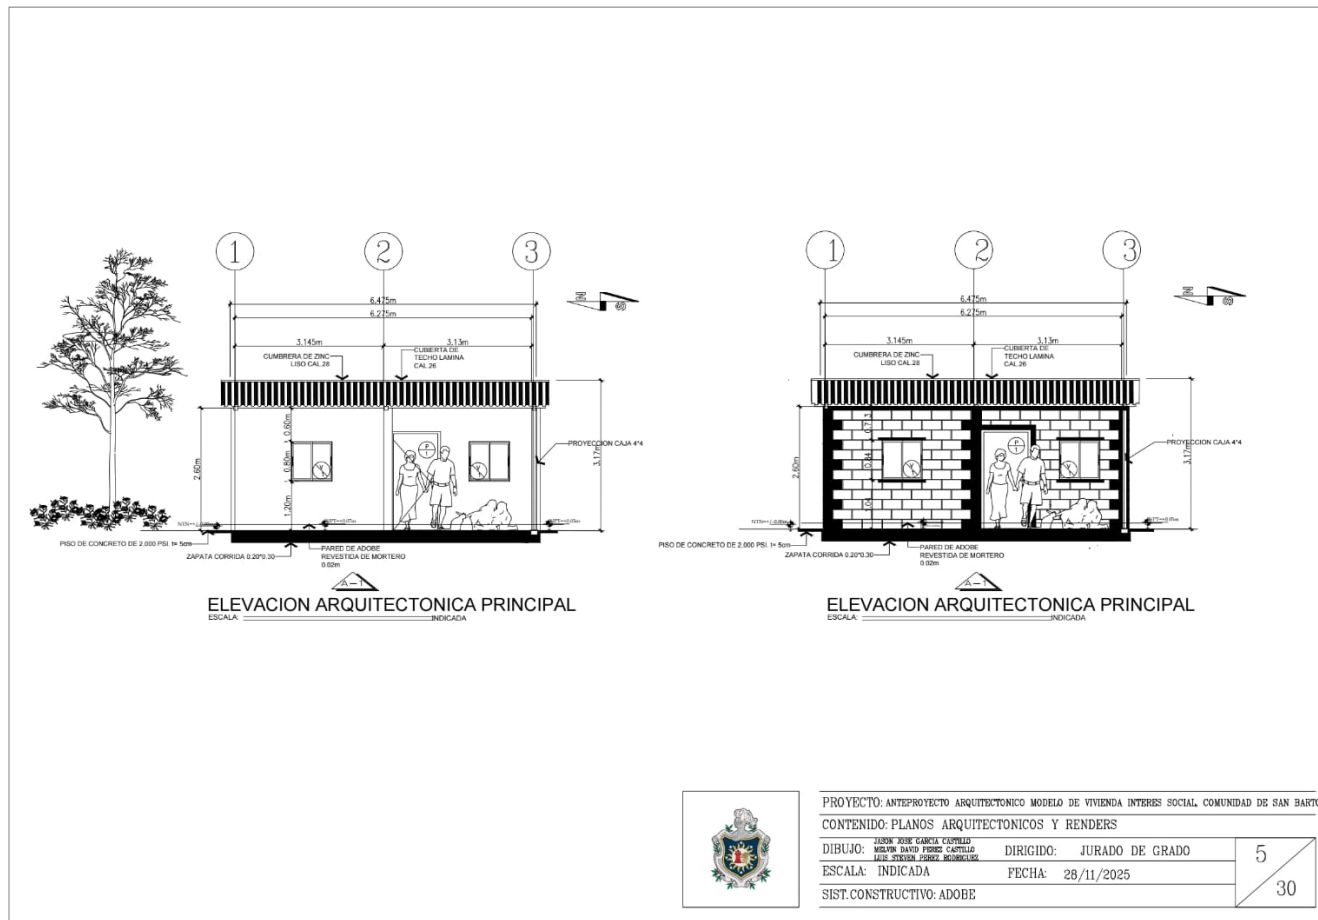 1 2 3
6.475m
6.275m
3.145m 3.13m
CUMBRERA DE ZINC
LISO CAL.28
CUBIERTA DE
TECHO LAMINA
CAL.26
N S
0.60m
0.80m
1.20m
2.60m
3.17m
P
1
V
V
PROYECCION CAJA 4*4
PISO DE CONCRETO DE 2,000 PSI. t= 5cm
ZAPATA CORRIDA 0.20*0.30
PARED DE ADOBE
REVESTIDA DE MORTERO
0.02m
A-1
ELEVACION ARQUITECTONICA PRINCIPAL
ESCALA: INDICADA
1 2 3
6.475m
6.275m
3.145m 3.13m
CUMBRERA DE ZINC
LISO CAL.28
CUBIERTA DE
TECHO LAMINA
CAL.26
N S
2.60m
3.17m
P
1
V
V
PROYECCION CAJA 4*4
PISO DE CONCRETO DE 2,000 PSI. t= 5cm
ZAPATA CORRIDA 0.20*0.30
PARED DE ADOBE
REVESTIDA DE MORTERO
0.02m
A-1
ELEVACION ARQUITECTONICA PRINCIPAL
ESCALA: INDICADA
PROYECTO: ANTEPROYECTO ARQUITECTONICO MODELO DE VIVIENDA INTERES SOCIAL, COMUNIDAD DE SAN BARTO
CONTENIDO: PLANOS ARQUITECTONICOS Y RENDERS
DIBUJO: JASON JOSE GARCIA CASTILLO
MELVIN DAVID PEREZ CASTILLO
LUIS STEVEN PEREZ RODRIGUEZ
DIRIGIDO: JURADO DE GRADO
ESCALA: INDICADA FECHA: 28/11/2025
SIST.CONSTRUCTIVO: ADOBE
5
30